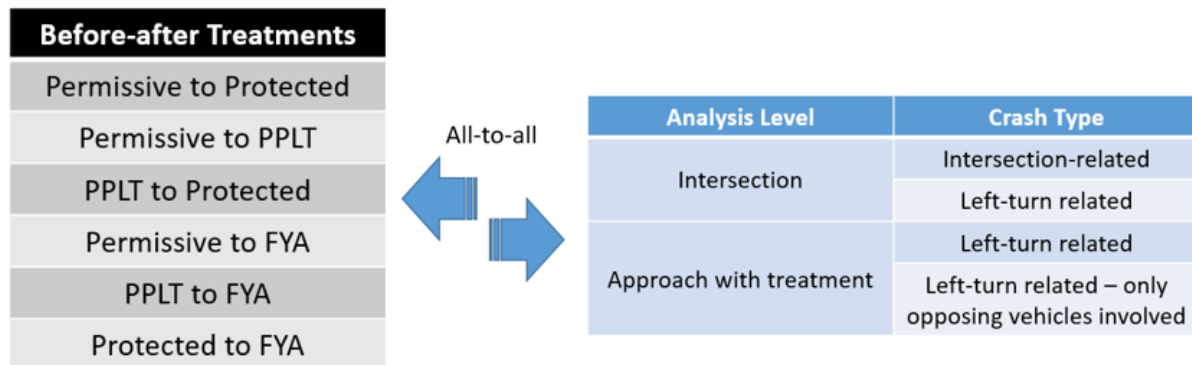 Before-after Treatments
Permissive to Protected
Permissive to PPLT
PPLT to Protected
Permissive to FYA
PPLT to FYA
Protected to FYA
All-to-all
Analysis Level
Crash Type
Intersection
Intersection-related
Left-turn related
Approach with treatment
Left-turn related
Left-turn related – only
opposing vehicles involved